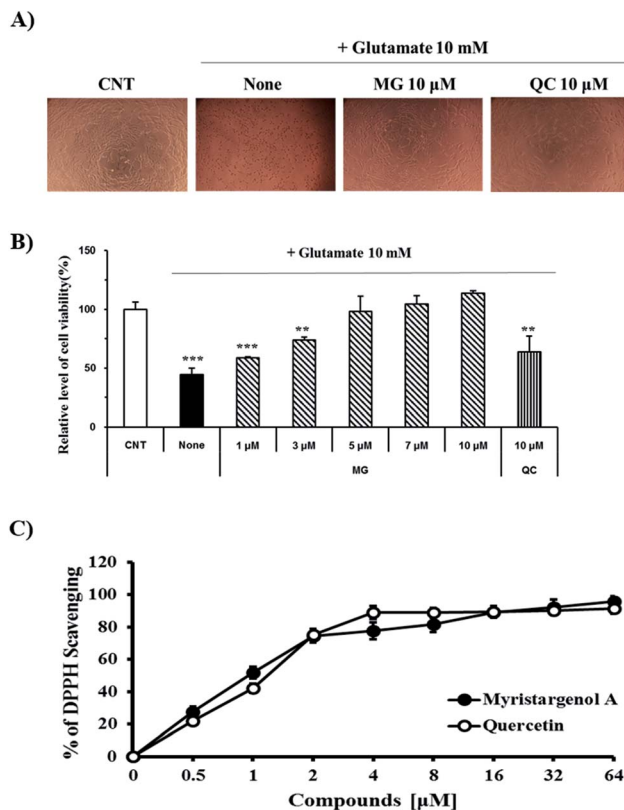 A)
+ Glutamate 10 mM
CNT None MG 10 µM QC 10 µM
B)
+ Glutamate 10 mM
Relative level of cell viability(%)
150
100
50
0
*** *** ** **
CNT None 1 µM 3 µM 5 µM 7 µM 10 µM 10 µM
MG QC
C)
% of DPPH Scavenging
120
100
80
60
40
20
0
Myristargenol A
Quercetin
0 0.5 1 2 4 8 16 32 64
Compounds [µM]